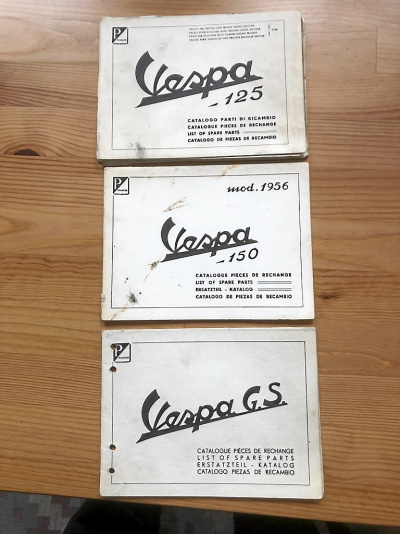 P
Vespa
125
CATALOGO PARTI DI RICAMBIO
CATALOGUE PIECES DE RECHANGE
LIST OF SPARE PARTS
CATALOGO DE PIEZAS DE RECAMBIO
P
mod. 1956
Vespa
150
CATALOGUE PIÈCES DE RECHANGE
LIST OF SPARE PARTS
ERSATZTEIL - KATALOG
CATALOGO DE PIEZAS DE RECAMBIO
P
Vespa G.S.
CATALOGUE PIÈCES DE RECHANGE
LIST OF SPARE PARTS
ERSTATZTEIL - KATALOG
CATALOGO PIEZAS DE RECAMBIO